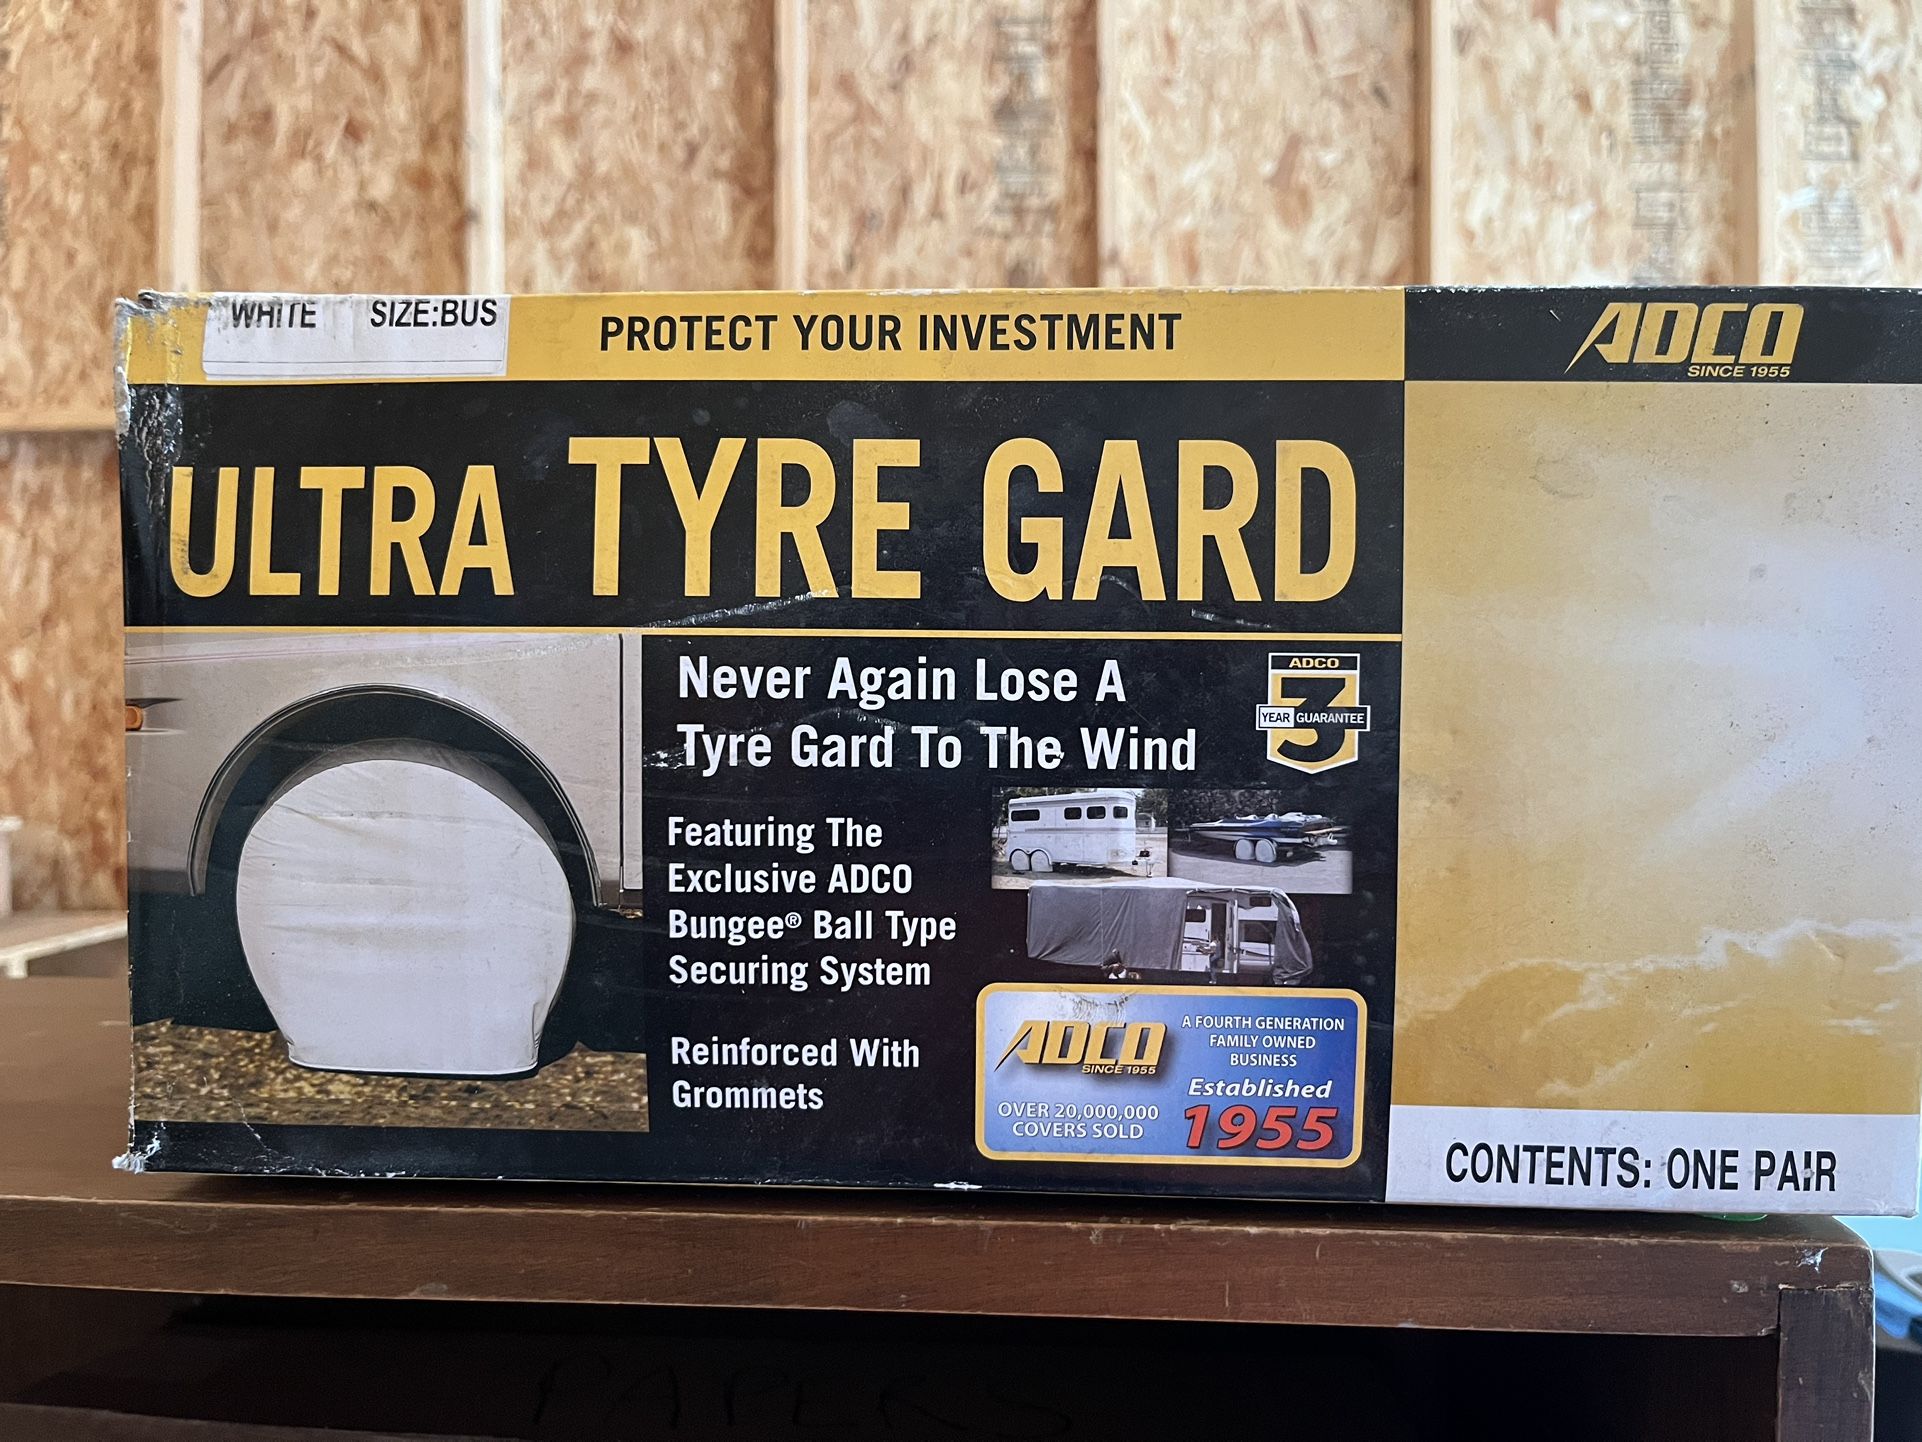 WHITE SIZE:BUS
PROTECT YOUR INVESTMENT
ADCO
SINCE 1955
ULTRA TYRE GARD
Never Again Lose A
Tyre Gard To The Wind
ADCO
3
YEAR GUARANTEE
Featuring The
Exclusive ADCO
Bungee® Ball Type
Securing System
Reinforced With
Grommets
ADCO
SINCE 1955
OVER 20,000,000
COVERS SOLD
A FOURTH GENERATION
FAMILY OWNED
BUSINESS
Established
1955
CONTENTS: ONE PAIR
PAPERS